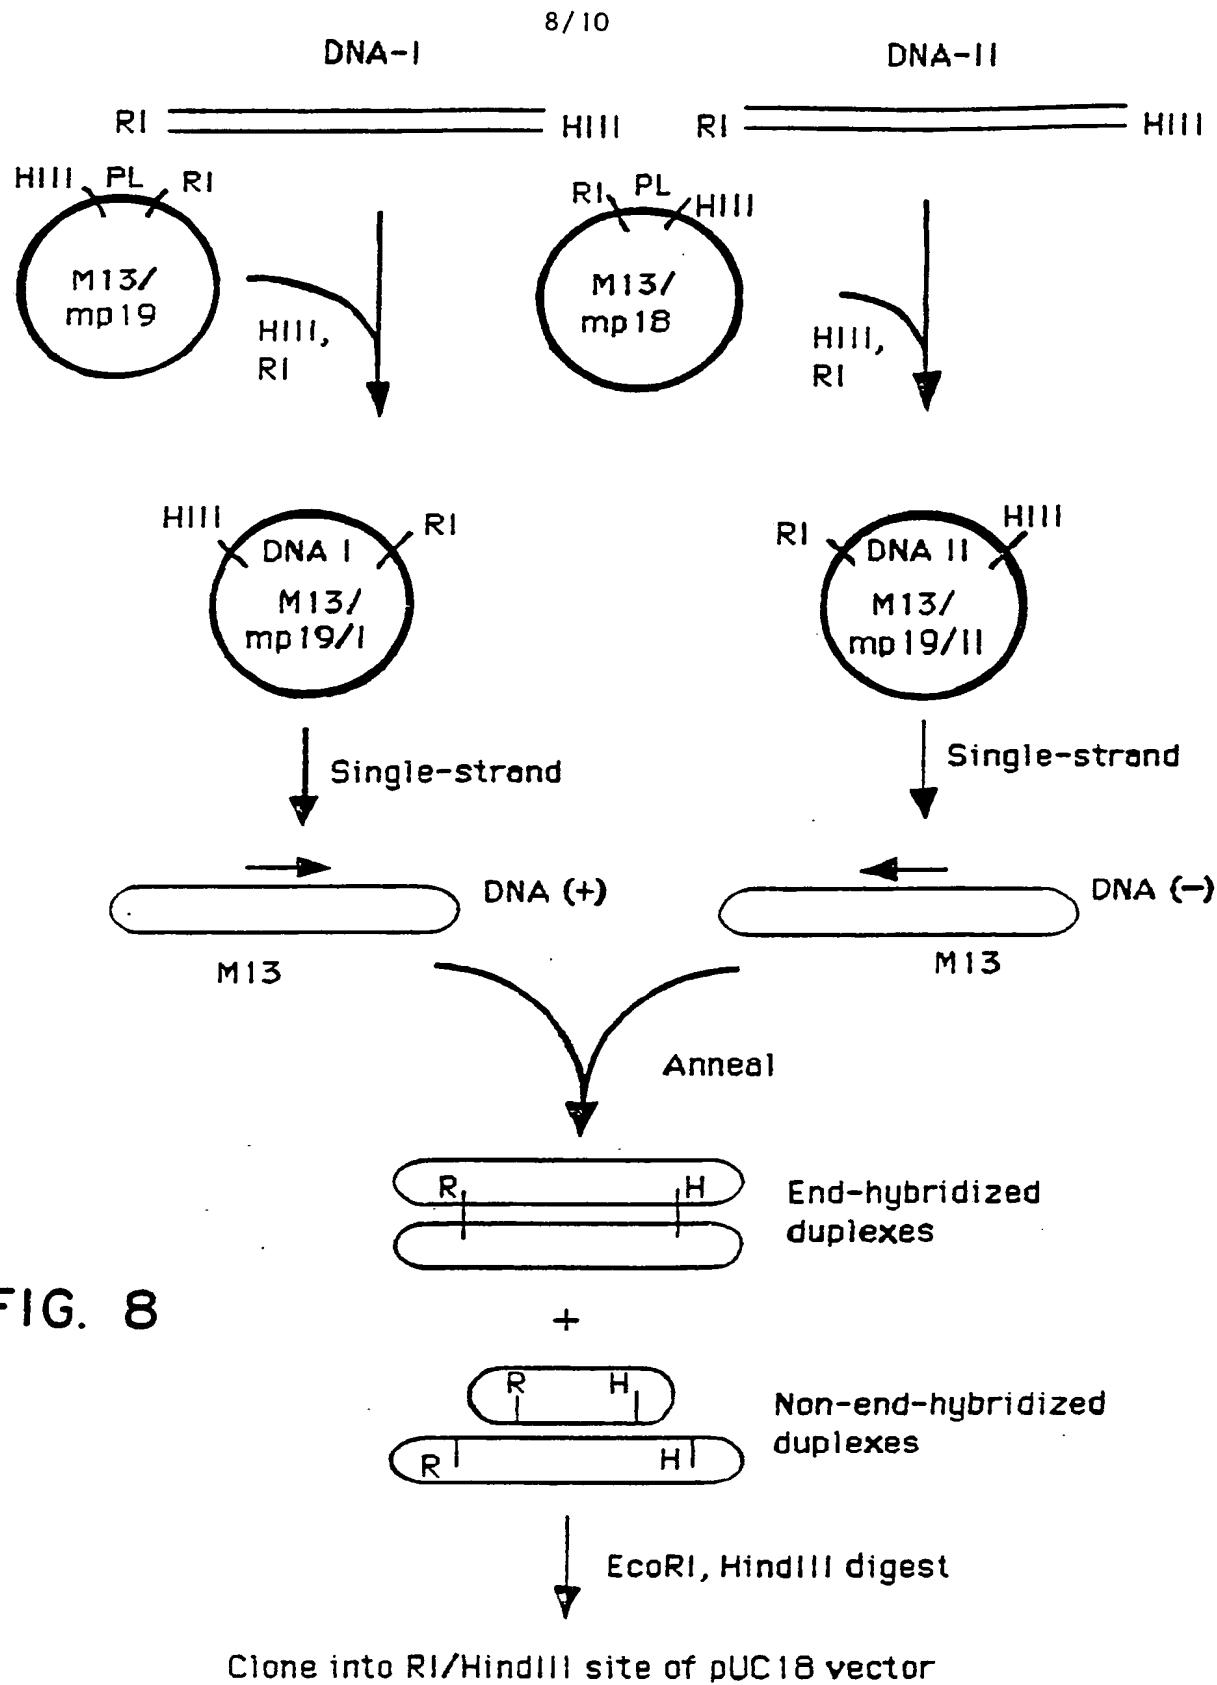 8/10
DNA-I
DNA-II
RI
HIII
RI
HIII
HIII
PL
RI
RI
PL
HIII
M13/
mp19
HIII,
RI
M13/
mp18
HIII,
RI
HIII
RI
DNA I
M13/
mp19/I
RI
HIII
DNA II
M13/
mp19/II
Single-strand
Single-strand
DNA (+)
DNA (-)
M13
M13
Anneal
R
H
End-hybridized
duplexes
FIG. 8
+
R
H
Non-end-hybridized
duplexes
R
H
EcoRI, HindIII digest
Clone into RI/HindIII site of pUC18 vector